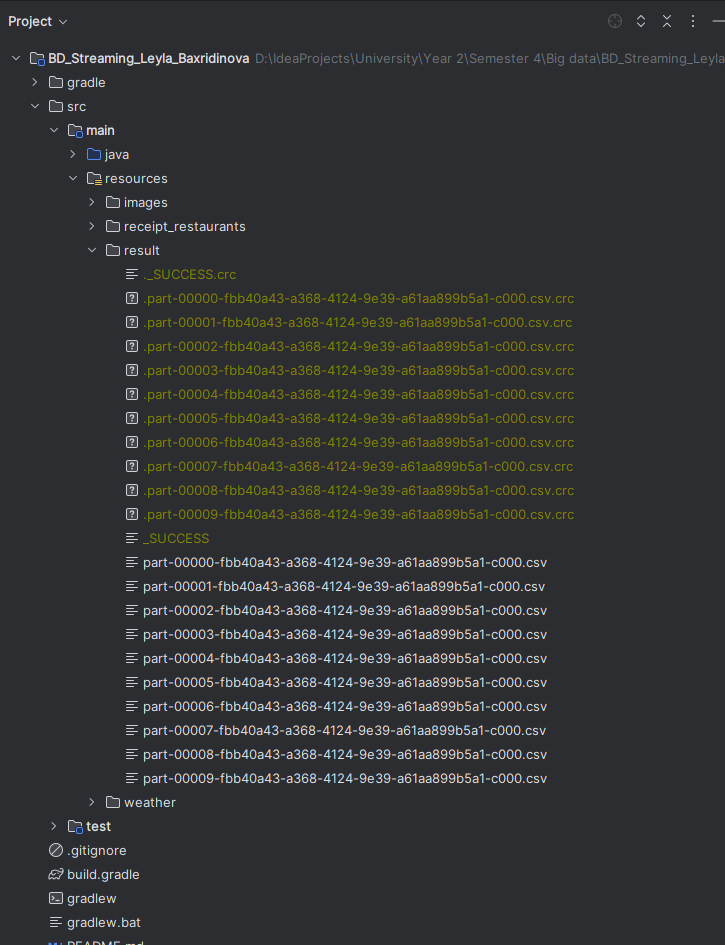 Project
BD_Streaming_Leyla_Baxridinova D:\IdeaProjects\University\Year 2\Semester 4\Big data\BD_Streaming_Leyla
gradle
src
main
java
resources
images
receipt_restaurants
result
._SUCCESS.crc
.part-00000-fbb40a43-a368-4124-9e39-a61aa899b5a1-c000.csv.crc
.part-00001-fbb40a43-a368-4124-9e39-a61aa899b5a1-c000.csv.crc
.part-00002-fbb40a43-a368-4124-9e39-a61aa899b5a1-c000.csv.crc
.part-00003-fbb40a43-a368-4124-9e39-a61aa899b5a1-c000.csv.crc
.part-00004-fbb40a43-a368-4124-9e39-a61aa899b5a1-c000.csv.crc
.part-00005-fbb40a43-a368-4124-9e39-a61aa899b5a1-c000.csv.crc
.part-00006-fbb40a43-a368-4124-9e39-a61aa899b5a1-c000.csv.crc
.part-00007-fbb40a43-a368-4124-9e39-a61aa899b5a1-c000.csv.crc
.part-00008-fbb40a43-a368-4124-9e39-a61aa899b5a1-c000.csv.crc
.part-00009-fbb40a43-a368-4124-9e39-a61aa899b5a1-c000.csv.crc
_SUCCESS
part-00000-fbb40a43-a368-4124-9e39-a61aa899b5a1-c000.csv
part-00001-fbb40a43-a368-4124-9e39-a61aa899b5a1-c000.csv
part-00002-fbb40a43-a368-4124-9e39-a61aa899b5a1-c000.csv
part-00003-fbb40a43-a368-4124-9e39-a61aa899b5a1-c000.csv
part-00004-fbb40a43-a368-4124-9e39-a61aa899b5a1-c000.csv
part-00005-fbb40a43-a368-4124-9e39-a61aa899b5a1-c000.csv
part-00006-fbb40a43-a368-4124-9e39-a61aa899b5a1-c000.csv
part-00007-fbb40a43-a368-4124-9e39-a61aa899b5a1-c000.csv
part-00008-fbb40a43-a368-4124-9e39-a61aa899b5a1-c000.csv
part-00009-fbb40a43-a368-4124-9e39-a61aa899b5a1-c000.csv
weather
test
.gitignore
build.gradle
gradlew
gradlew.bat
README.md